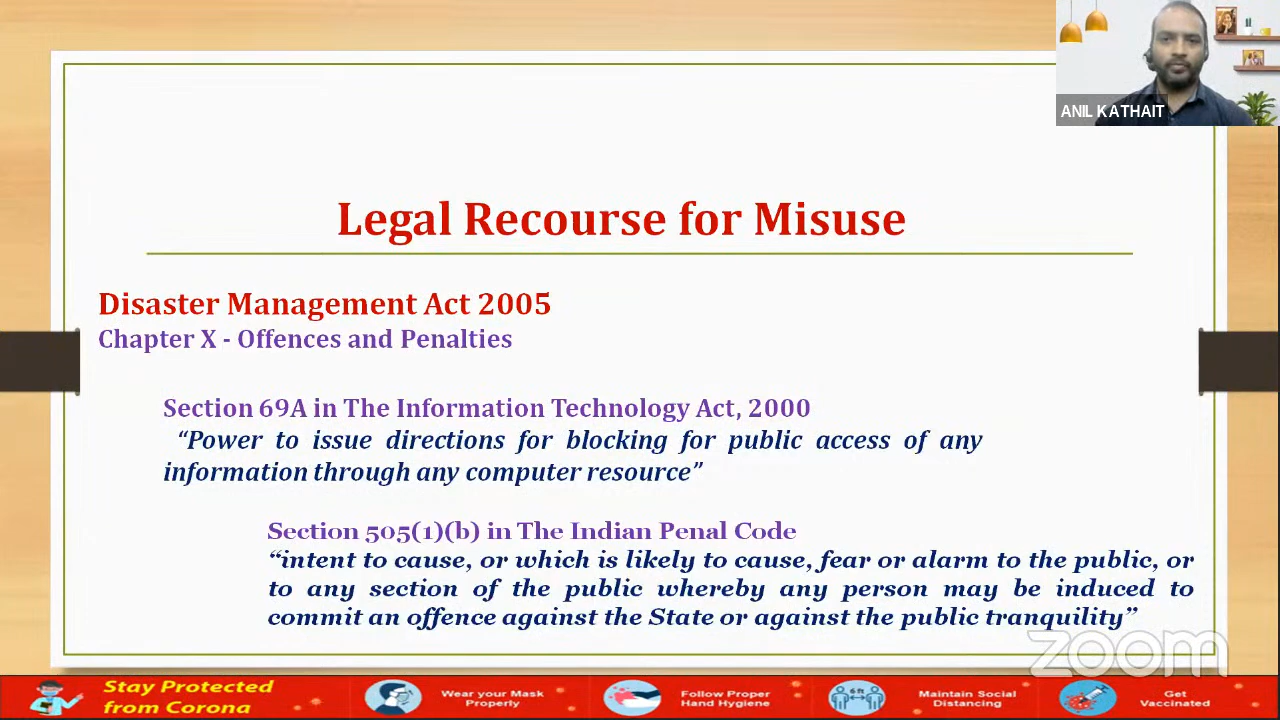 ANIL KATHAIT
Legal Recourse for Misuse
Disaster Management Act 2005
Chapter X - Offences and Penalties
Section 69A in The Information Technology Act, 2000
“Power to issue directions for blocking for public access of any
information through any computer resource”
Section 505(1)(b) in The Indian Penal Code
“intent to cause, or which is likely to cause, fear or alarm to the public, or
to any section of the public whereby any person may be induced to
commit an offence against the State or against the public tranquility”
zoom
Stay Protected
from Corona
Wear your Mask
Properly
Follow Proper
Hand Hygiene
6ft
Maintain Social
Distancing
Get
Vaccinated